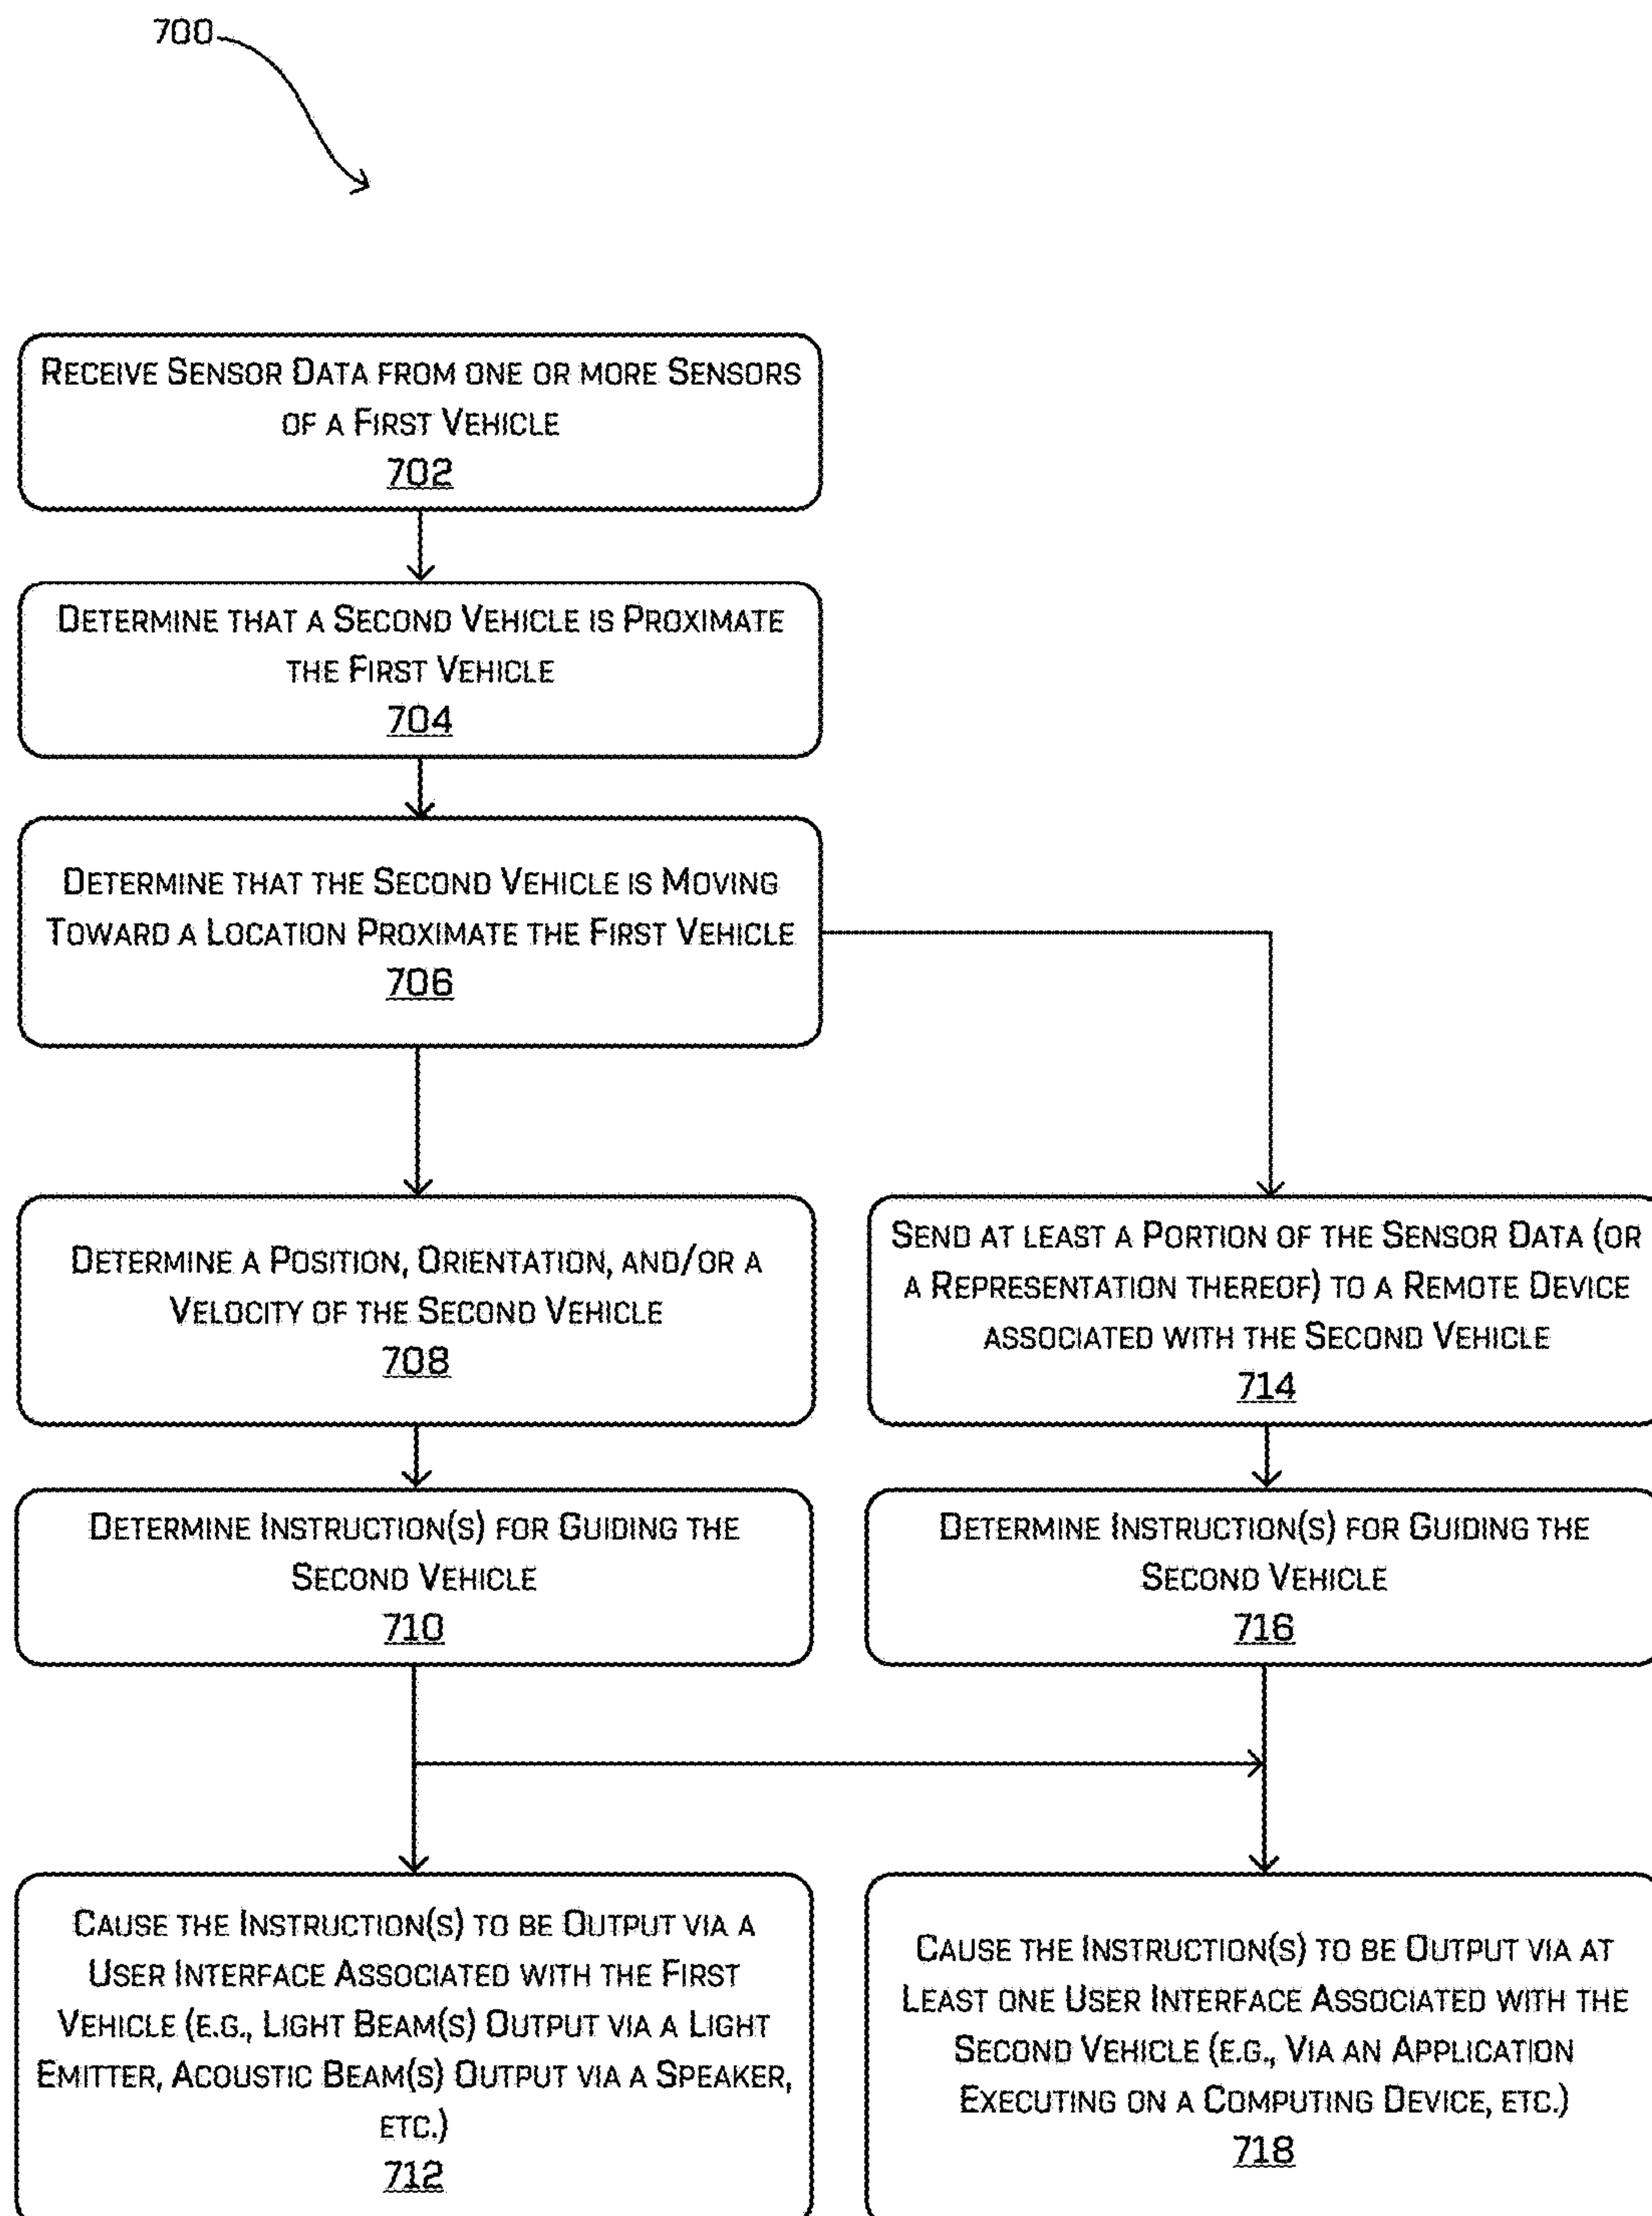 700
Receive Sensor Data from one or more Sensors
of a First Vehicle
702
Determine that a Second Vehicle is Proximate
the First Vehicle
704
Determine that the Second Vehicle is Moving
Toward a Location Proximate the First Vehicle
706
Determine a Position, Orientation, and/or a
Velocity of the Second Vehicle
708
Determine Instruction(s) for Guiding the
Second Vehicle
710
Cause the Instruction(s) to be Output via a
User Interface Associated with the First
Vehicle (e.g., Light Beam(s) Output via a Light
Emitter, Acoustic Beam(s) Output via a Speaker,
etc.)
712
Send at least a Portion of the Sensor Data (or
a Representation thereof) to a Remote Device
associated with the Second Vehicle
714
Determine Instruction(s) for Guiding the
Second Vehicle
716
Cause the Instruction(s) to be Output via at
Least one User Interface Associated with the
Second Vehicle (e.g., Via an Application
Executing on a Computing Device, etc.)
718